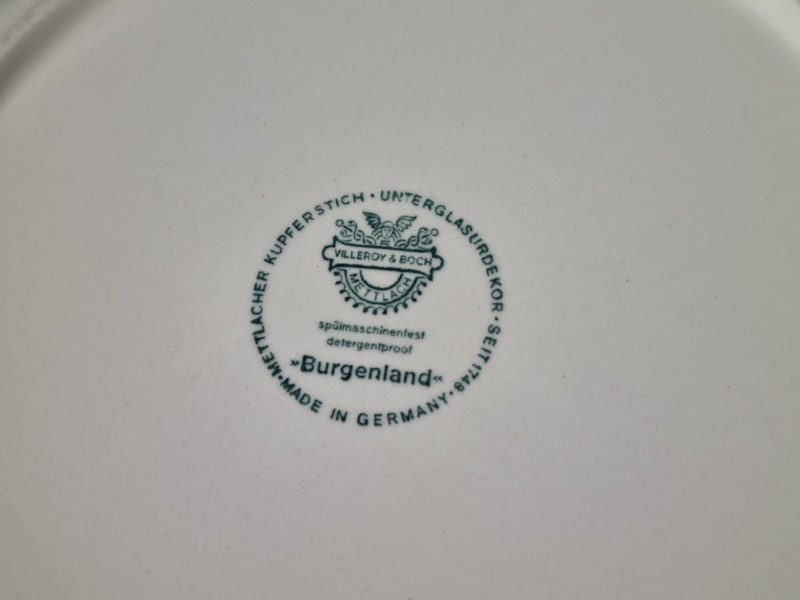 METTLACHER KUPFERSTICH · UNTERGLASURDEKOR · SEIT 1748 ·
VILLEROY & BOCH
METTLACH
spülmaschinenfest
detergentproof
»Burgenland«
MADE IN GERMANY ·